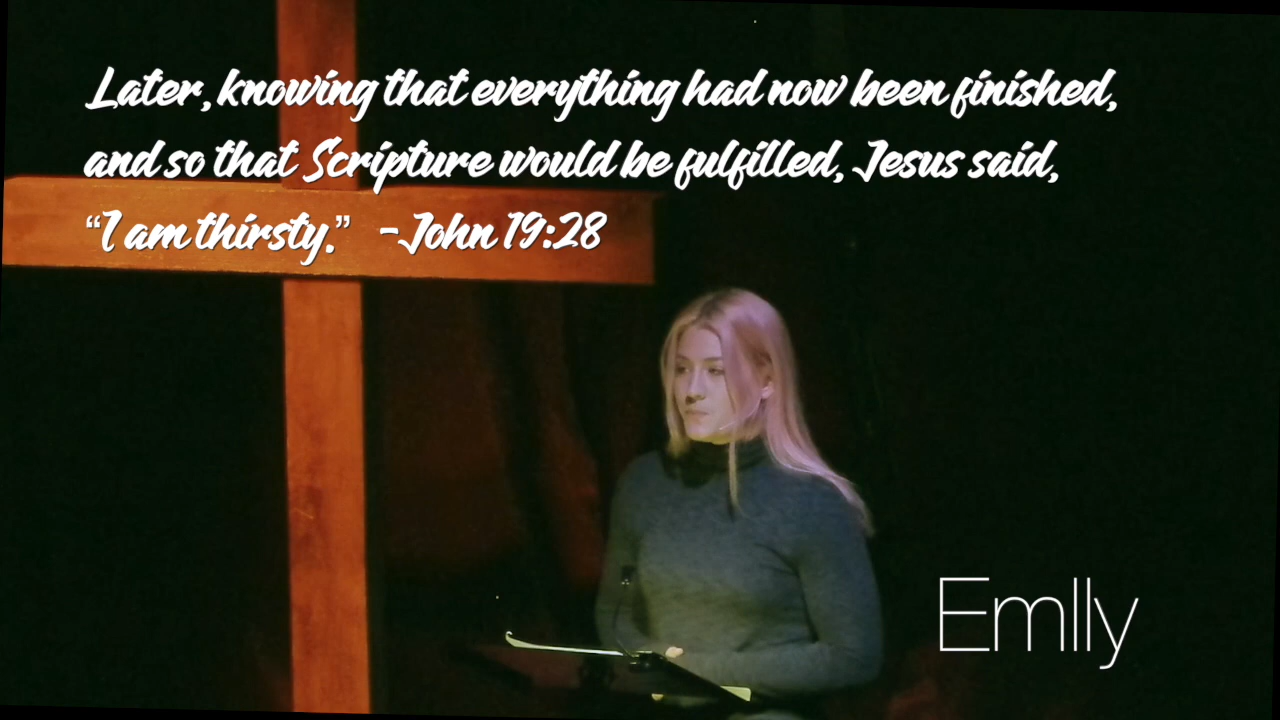 Later, knowing that everything had now been finished,
and so that Scripture would be fulfilled, Jesus said,
“I am thirsty.” -John 19:28
Emlly